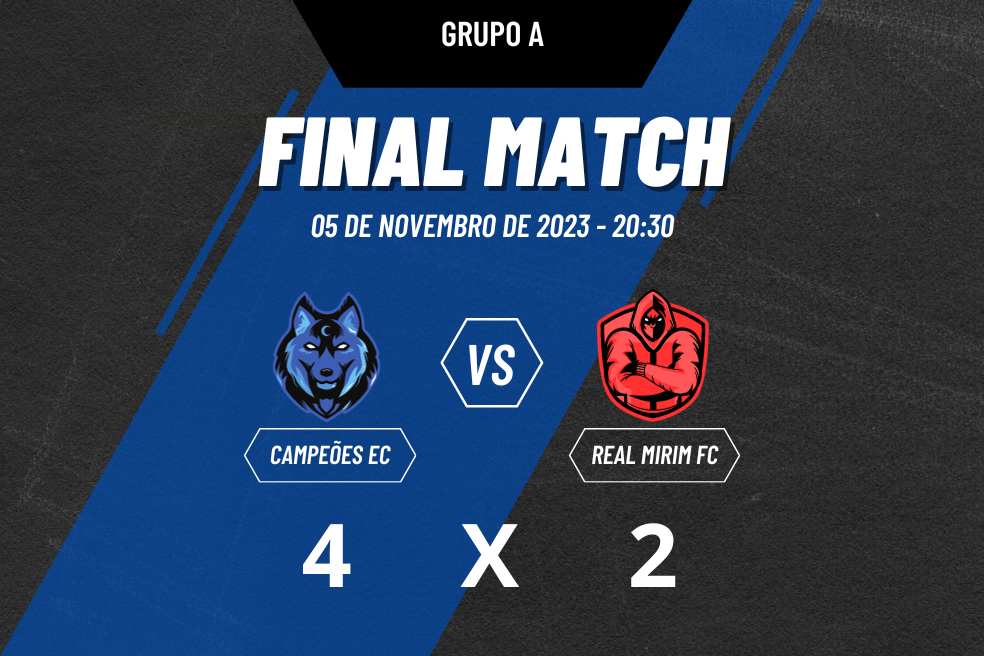 GRUPO A
FINAL MATCH
05 DE NOVEMBRO DE 2023 - 20:30
VS
CAMPEÕES EC
REAL MIRIM FC
4 X 2